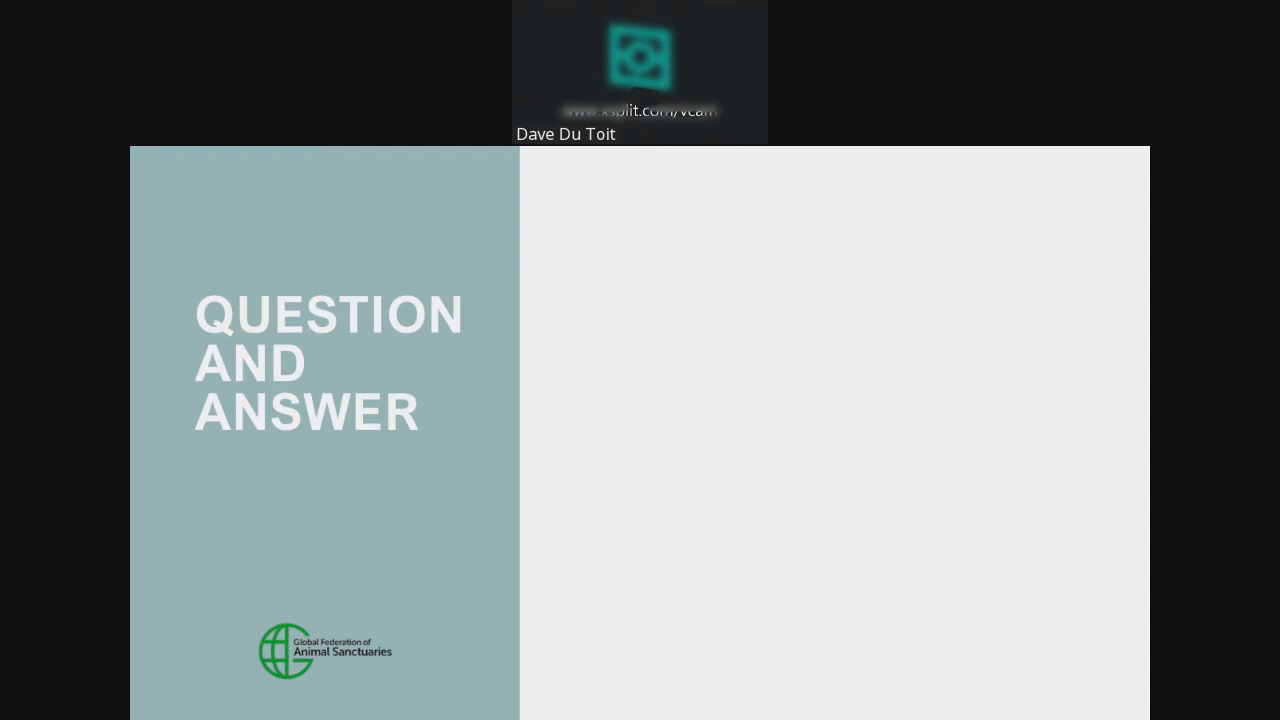 www.xsplit.com/vcam
Dave Du Toit
QUESTION
AND
ANSWER
Global Federation of
Animal Sanctuaries